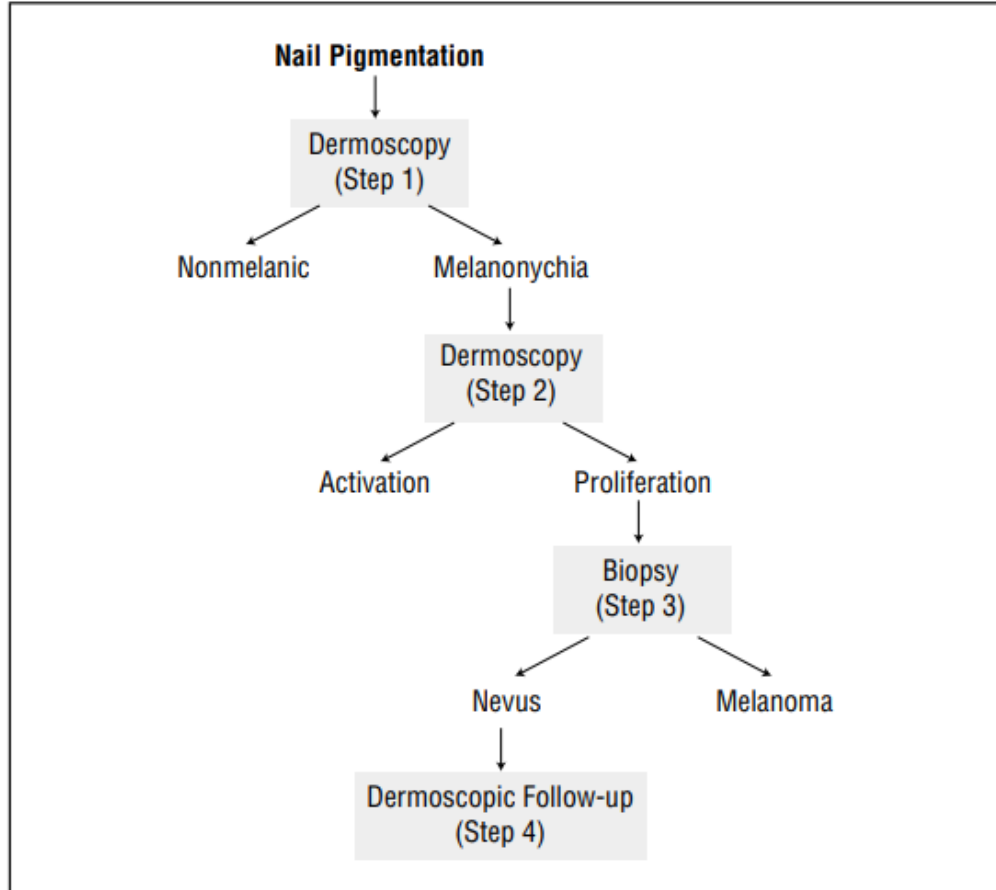 Nail Pigmentation
Dermoscopy
(Step 1)
Nonmelanic
Melanonychia
Dermoscopy
(Step 2)
Activation
Proliferation
Biopsy
(Step 3)
Nevus
Melanoma
Dermoscopic Follow-up
(Step 4)